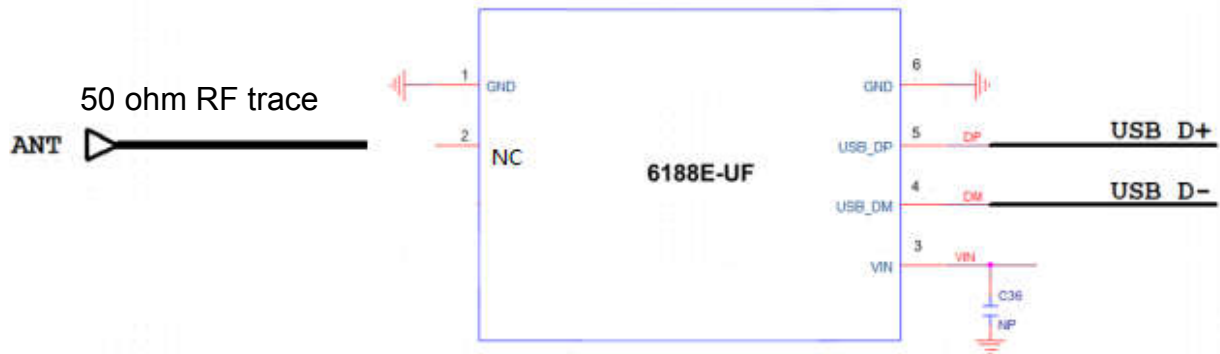 50 ohm RF trace
ANT
1
GND
2
NC
6188E-UF
6
GND
5
DP
USB_DP
USB D+
4
DM
USB_DM
USB D-
3
VIN
VIN
C36
NP